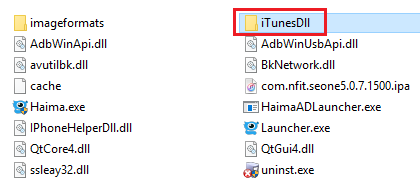 imageformats
iTunesDll
AdbWinApi.dll
AdbWinUsbApi.dll
avutilbk.dll
BkNetwork.dll
cache
com.nfit.seone5.0.7.1500.ipa
Haima.exe
HaimaADLauncher.exe
IPhoneHelperDll.dll
Launcher.exe
QtCore4.dll
QtGui4.dll
ssleay32.dll
uninst.exe